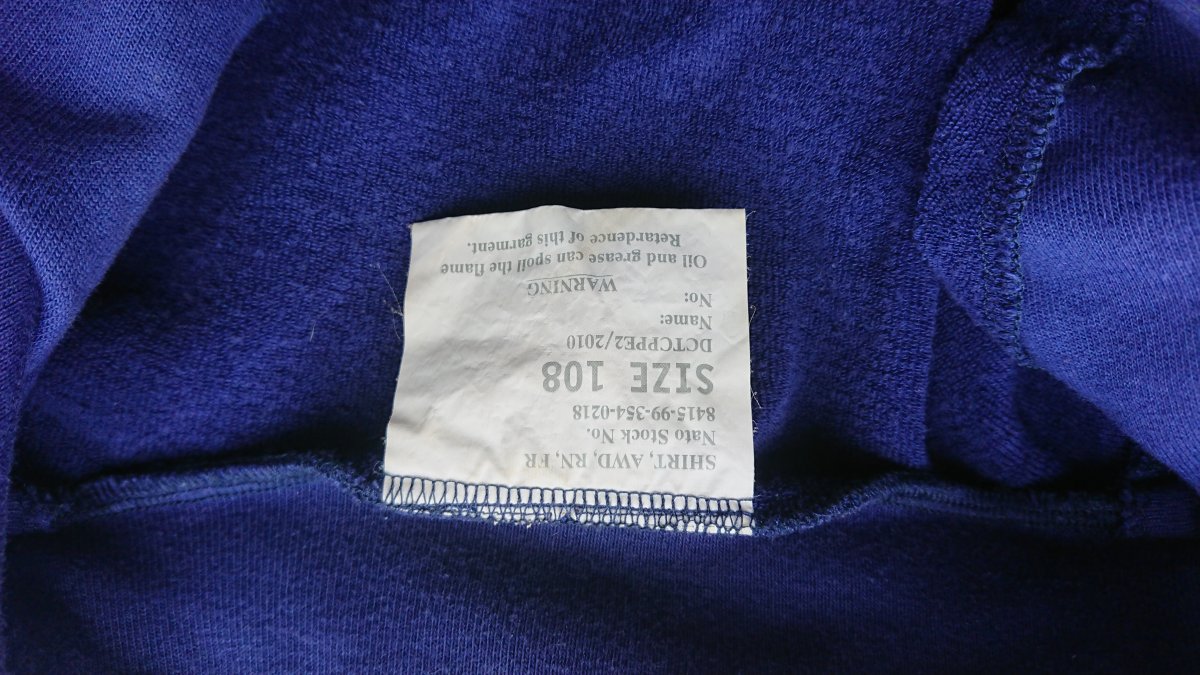 SHIRT, AWD, RN, FR
Nato Stock No.
8415-99-354-0218
SIZE 108
DCTCPPE2/2010
Name:
No:
WARNING
Oil and grease can spoil the flame
Retardence of this garment.